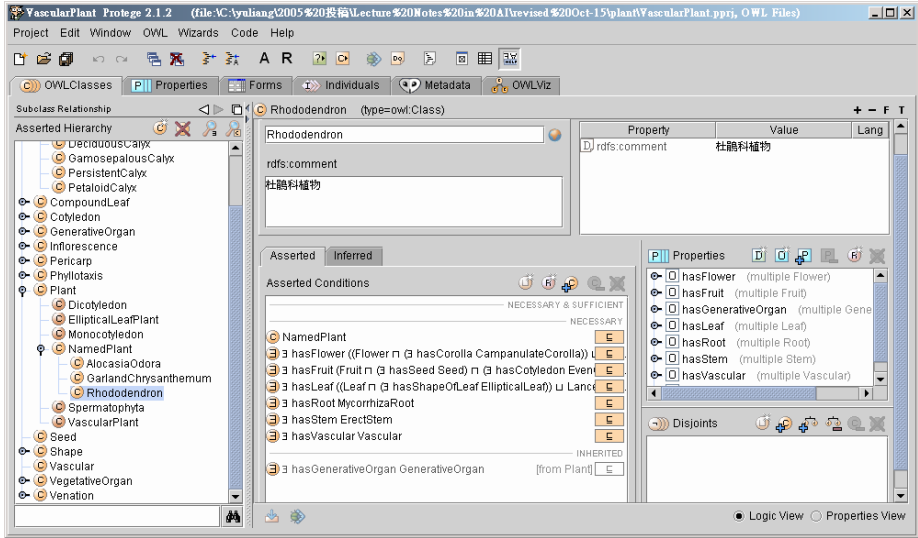 VascularPlant Protege 2.1.2 (file:\C:\yuliang\2005%20投稿\Lecture%20Notes%20in%20AI\revised%20Oct-15\plant\VascularPlant.pprj, OWL Files)
Project Edit Window OWL Wizards Code Help
OWLClasses Properties Forms Individuals Metadata OWLViz
Subclass Relationship
Asserted Hierarchy
DeciduousCalyx
GamosepalousCalyx
PersistentCalyx
PetaloidCalyx
CompoundLeaf
Cotyledon
GenerativeOrgan
Inflorescence
Pericarp
Phyllotaxis
Plant
Dicotyledon
EllipticalLeafPlant
Monocotyledon
NamedPlant
AlocasiaOdora
GarlandChrysanthemum
Rhododendron
Spermatophyta
VascularPlant
Seed
Shape
Vascular
VegetativeOrgan
Venation
Rhododendron (type=owl:Class)
+ − F T
Rhododendron
rdfs:comment
杜鵑科植物
Property Value Lang
rdfs:comment 杜鵑科植物
Asserted Inferred
Asserted Conditions
NECESSARY & SUFFICIENT
NECESSARY
NamedPlant
∃ hasFlower ((Flower ⊓ (∃ hasCorolla CampanulateCorolla)) ⊔
∃ hasFruit (Fruit ⊓ (∃ hasSeed Seed) ⊓ (∃ hasCotyledon Even
∃ hasLeaf ((Leaf ⊓ (∃ hasShapeOfLeaf EllipticalLeaf)) ⊔ Lance
∃ hasRoot MycorrhizaRoot
∃ hasStem ErectStem
∃ hasVascular Vascular
INHERITED
∃ hasGenerativeOrgan GenerativeOrgan [from Plant]
Properties
hasFlower (multiple Flower)
hasFruit (multiple Fruit)
hasGenerativeOrgan (multiple Gene
hasLeaf (multiple Leaf)
hasRoot (multiple Root)
hasStem (multiple Stem)
hasVascular (multiple Vascular)
Disjoints
Logic View Properties View